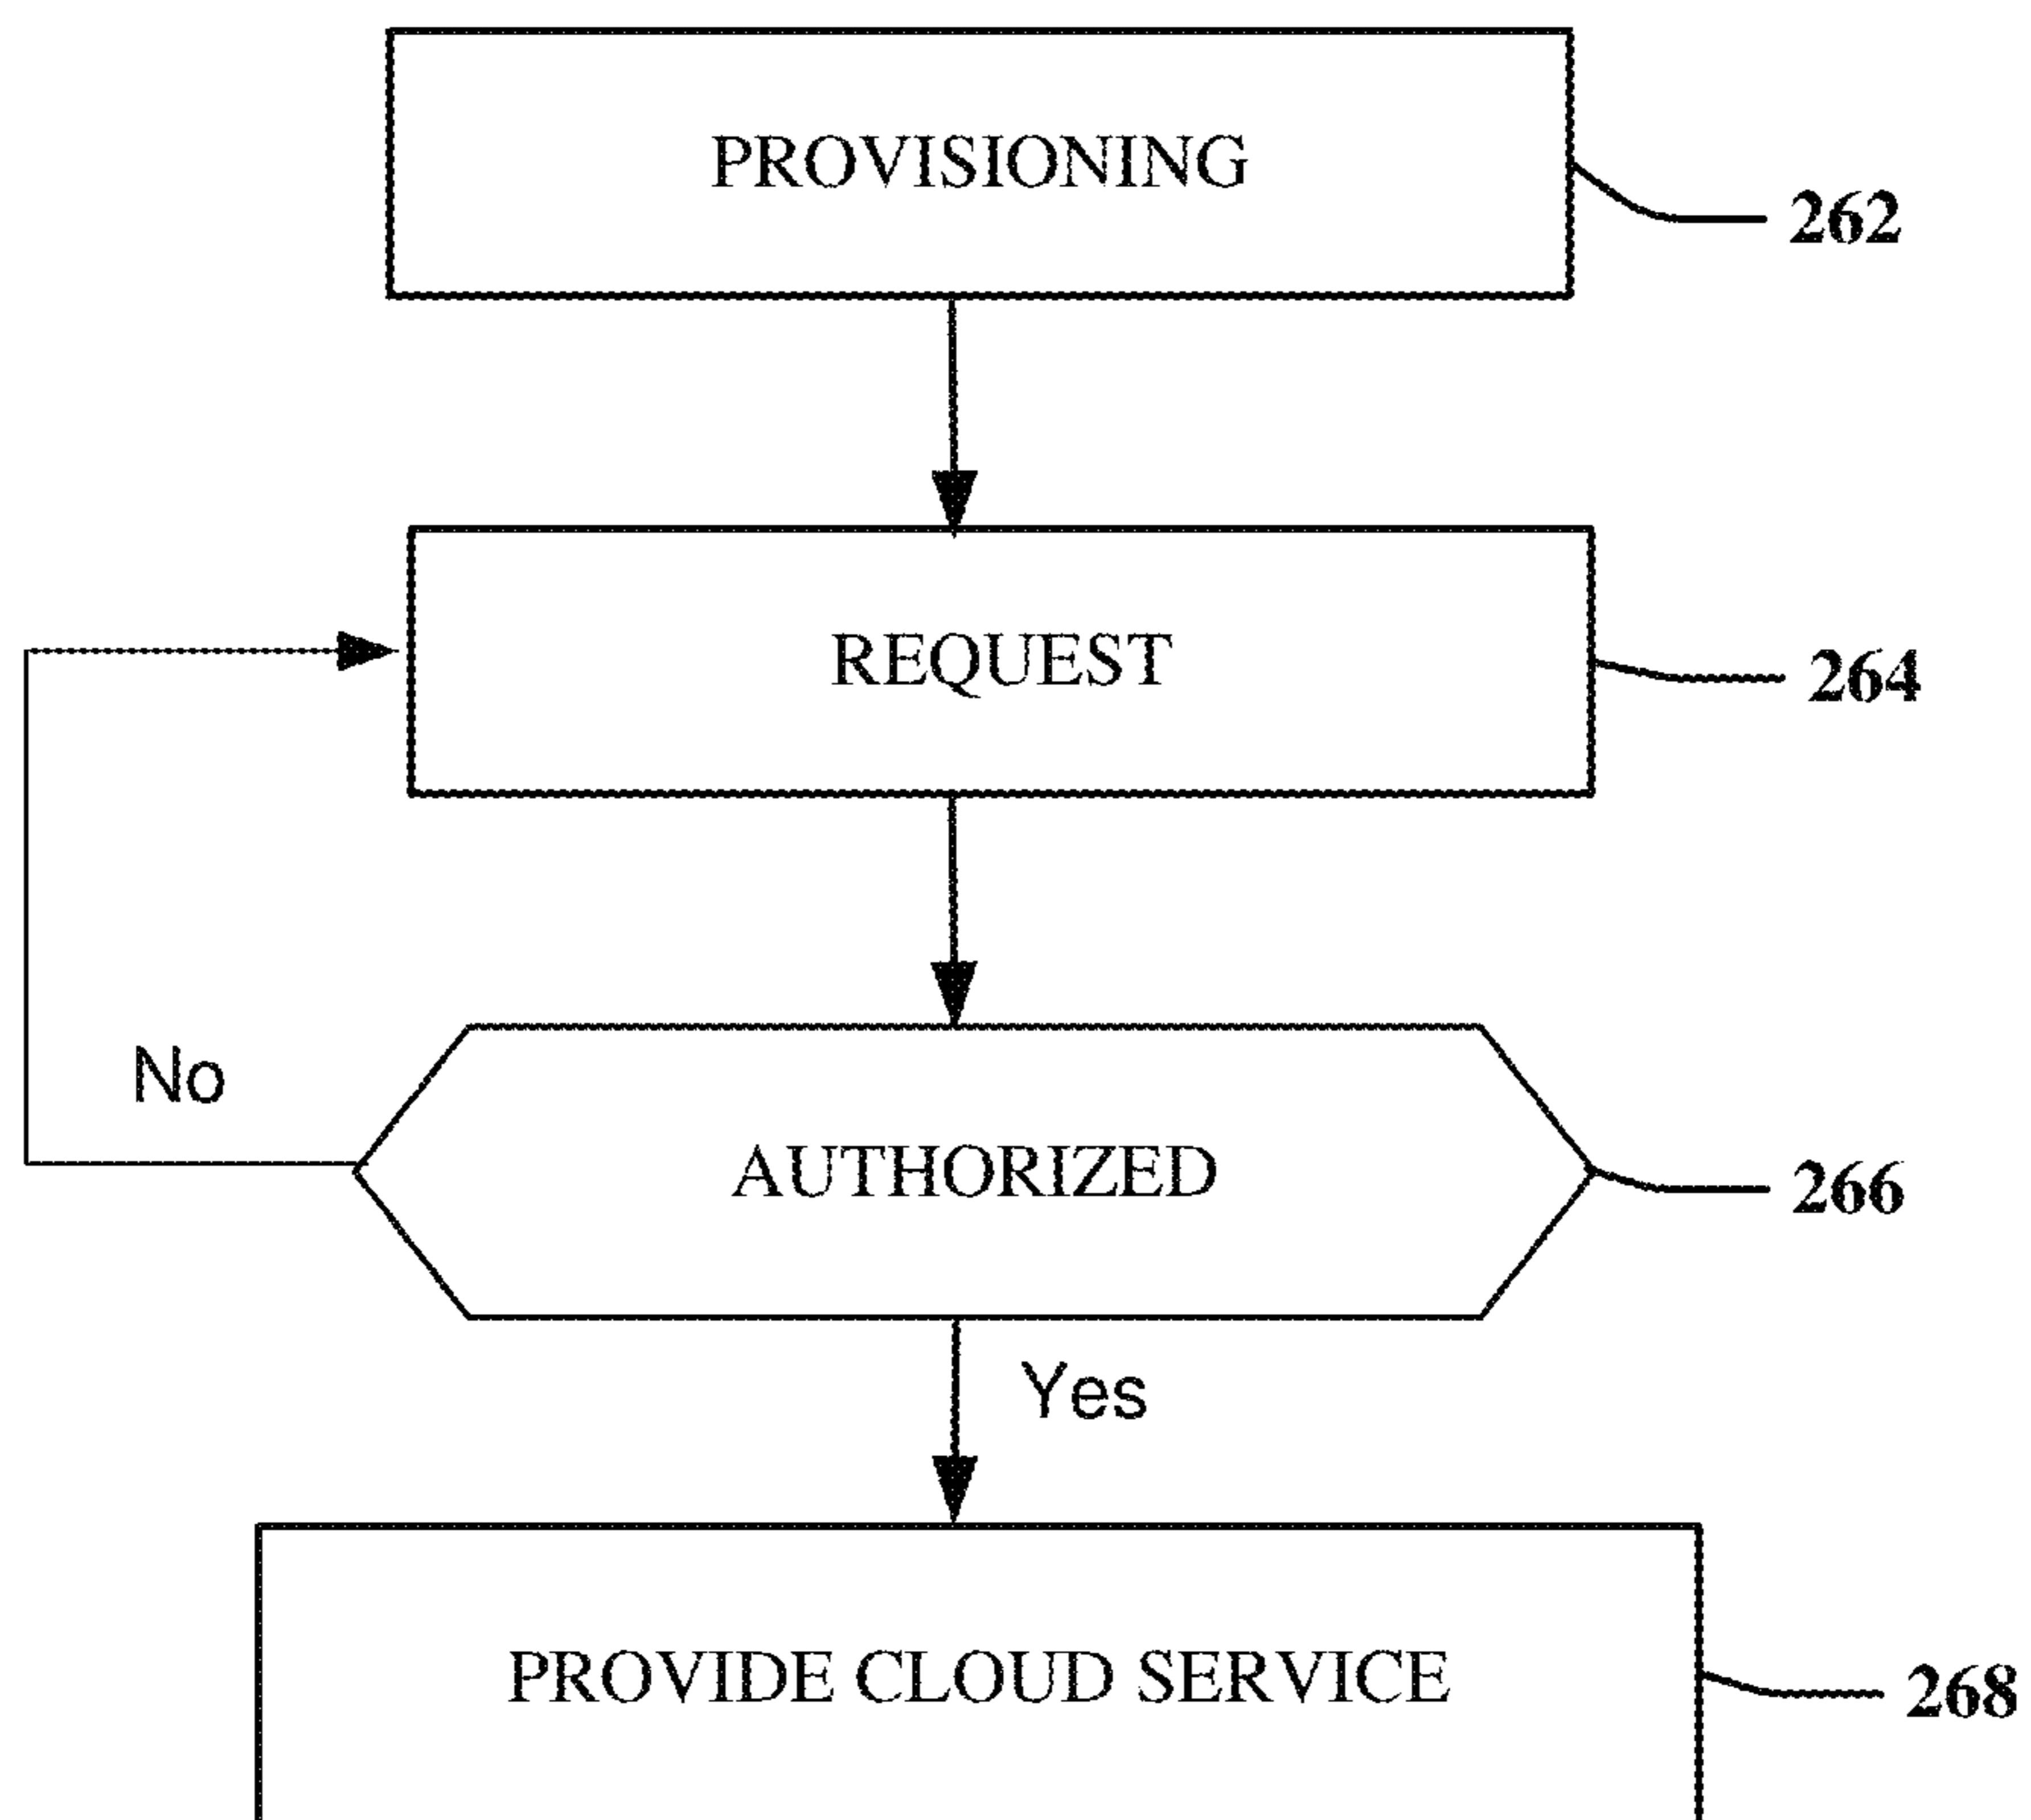 PROVISIONING
262
REQUEST
264
No
AUTHORIZED
266
Yes
PROVIDE CLOUD SERVICE
268